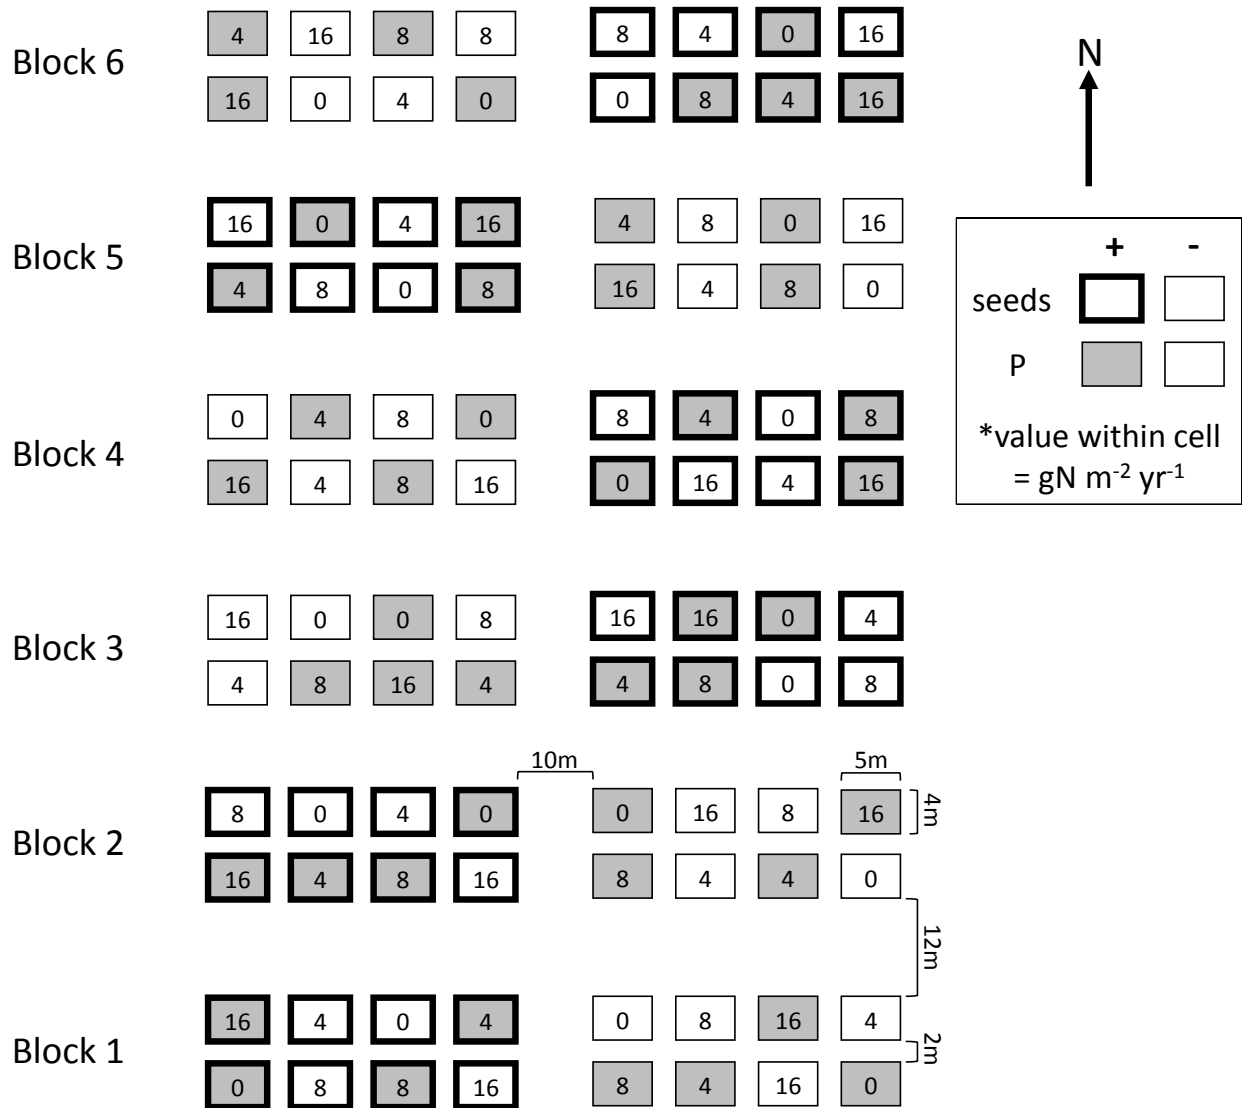 Block 6
4 16 8 8 8 4 0 16
16 0 4 0 0 8 4 16
N
Block 5
16 0 4 16 4 8 0 16
4 8 0 8 16 4 8 0
+ -
seeds
P
*value within cell
= gN m-2 yr-1
Block 4
0 4 8 0 8 4 0 8
16 4 8 16 0 16 4 16
Block 3
16 0 0 8 16 16 0 4
4 8 16 4 4 8 0 8
10m 5m
Block 2
8 0 4 0 0 16 8 16 4m
16 4 8 16 8 4 4 0
12m
Block 1
16 4 0 4 0 8 16 4
2m
0 8 8 16 8 4 16 0